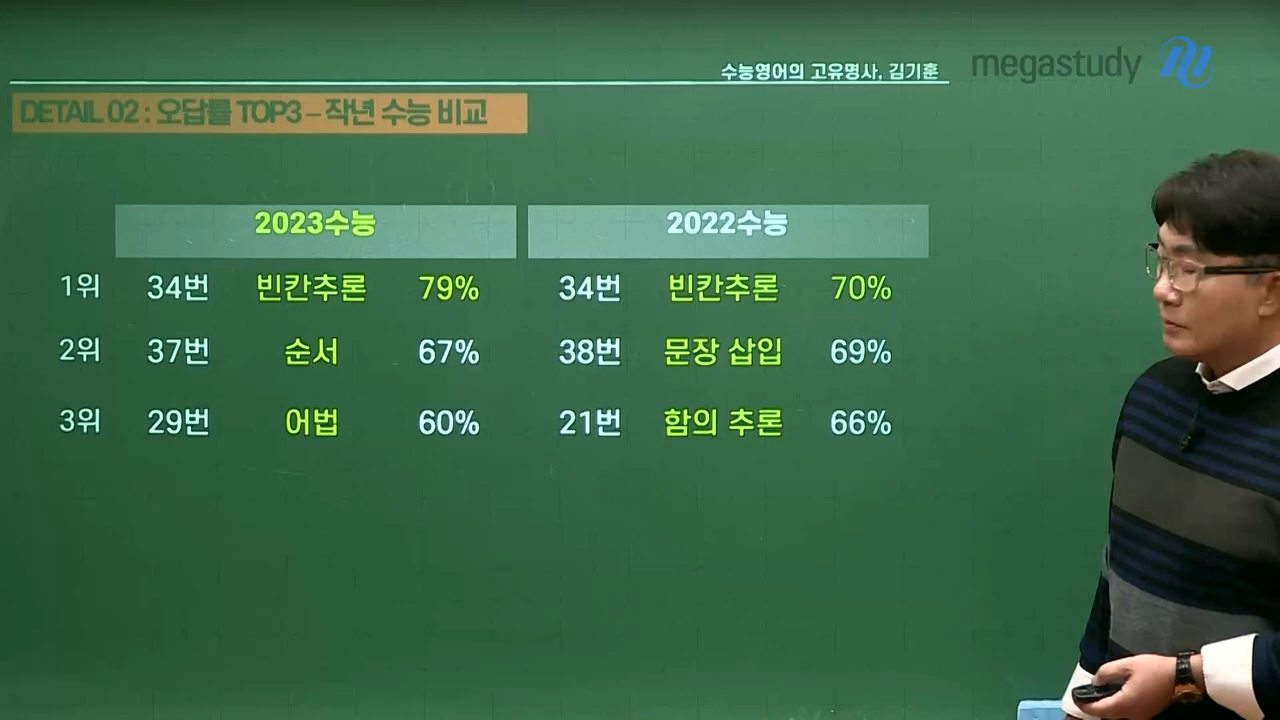 수능영어의 고유명사, 김기훈
megastudy
DETAIL 02 : 오답률 TOP3 – 작년 수능 비교
2023수능 2022수능
1위 34번 빈칸추론 79% 34번 빈칸추론 70%
2위 37번 순서 67% 38번 문장 삽입 69%
3위 29번 어법 60% 21번 함의 추론 66%